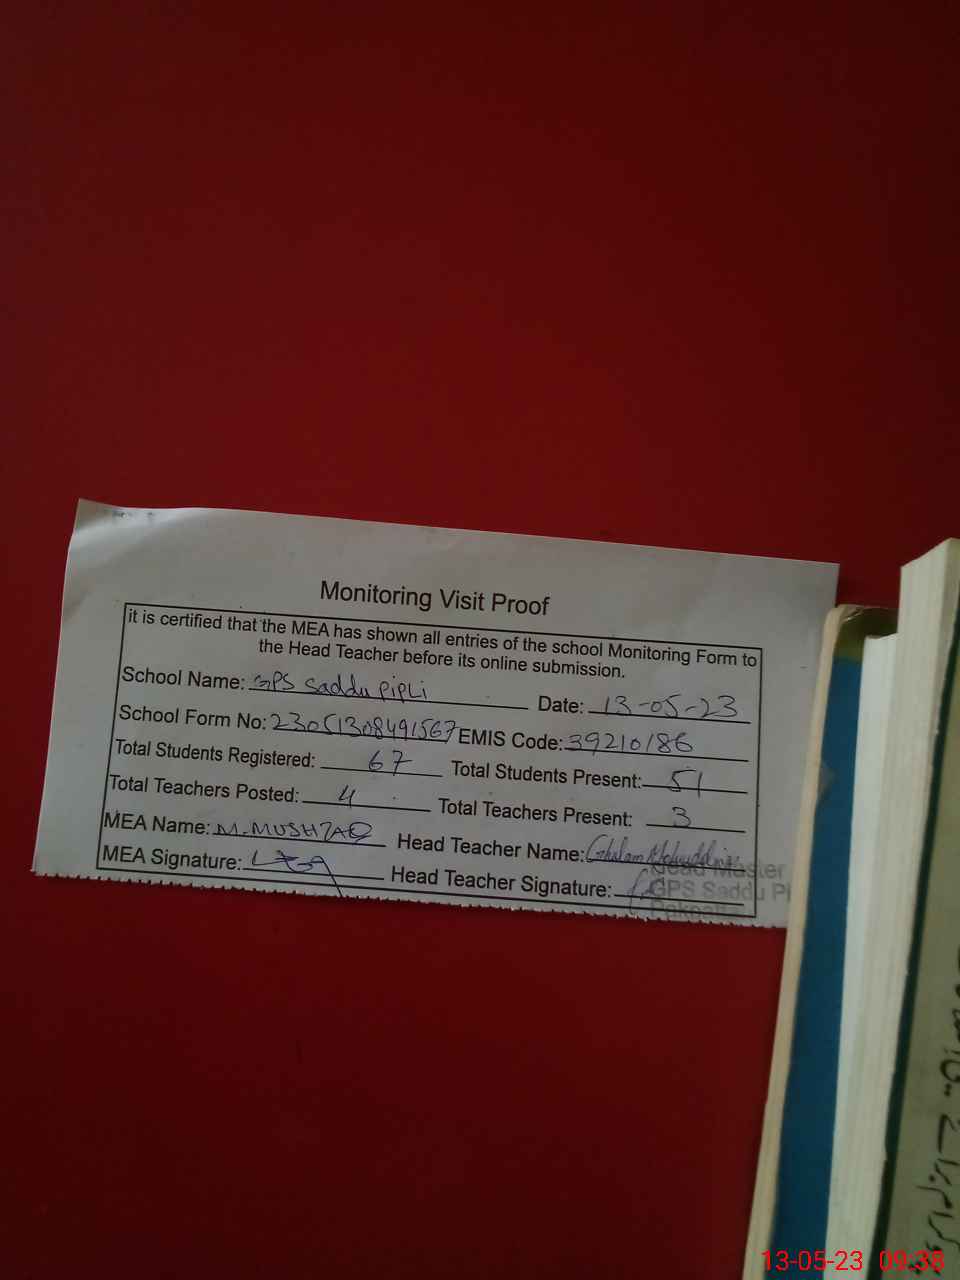 Monitoring Visit Proof
it is certified that the MEA has shown all entries of the school Monitoring Form to
the Head Teacher before its online submission.
School Name: GPS Saddu Pipli Date: 13-05-23
School Form No: 23051308491567 EMIS Code: 39210186
Total Students Registered: 67 Total Students Present: 51
Total Teachers Posted: 4 Total Teachers Present: 3
MEA Name: M. MUSHTAQ Head Teacher Name: Ghulam
MEA Signature: Head Teacher Signature:
Head Master
GPS Saddu Pi
Pakpattan
13-05-23 09:38